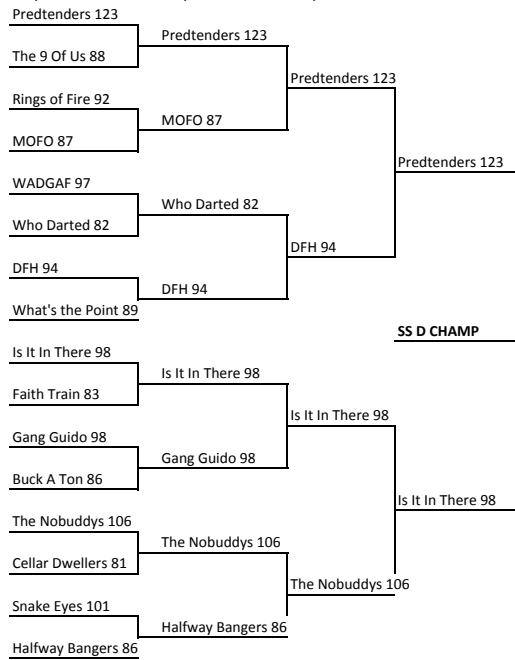 Predtenders 123
The 9 Of Us 88
Rings of Fire 92
MOFO 87
WADGAF 97
Who Darted 82
DFH 94
What's the Point 89
Is It In There 98
Faith Train 83
Gang Guido 98
Buck A Ton 86
The Nobuddys 106
Cellar Dwellers 81
Snake Eyes 101
Halfway Bangers 86
Predtenders 123
MOFO 87
Who Darted 82
DFH 94
Is It In There 98
Gang Guido 98
The Nobuddys 106
Halfway Bangers 86
Predtenders 123
DFH 94
Is It In There 98
The Nobuddys 106
Predtenders 123
SS D CHAMP
Is It In There 98